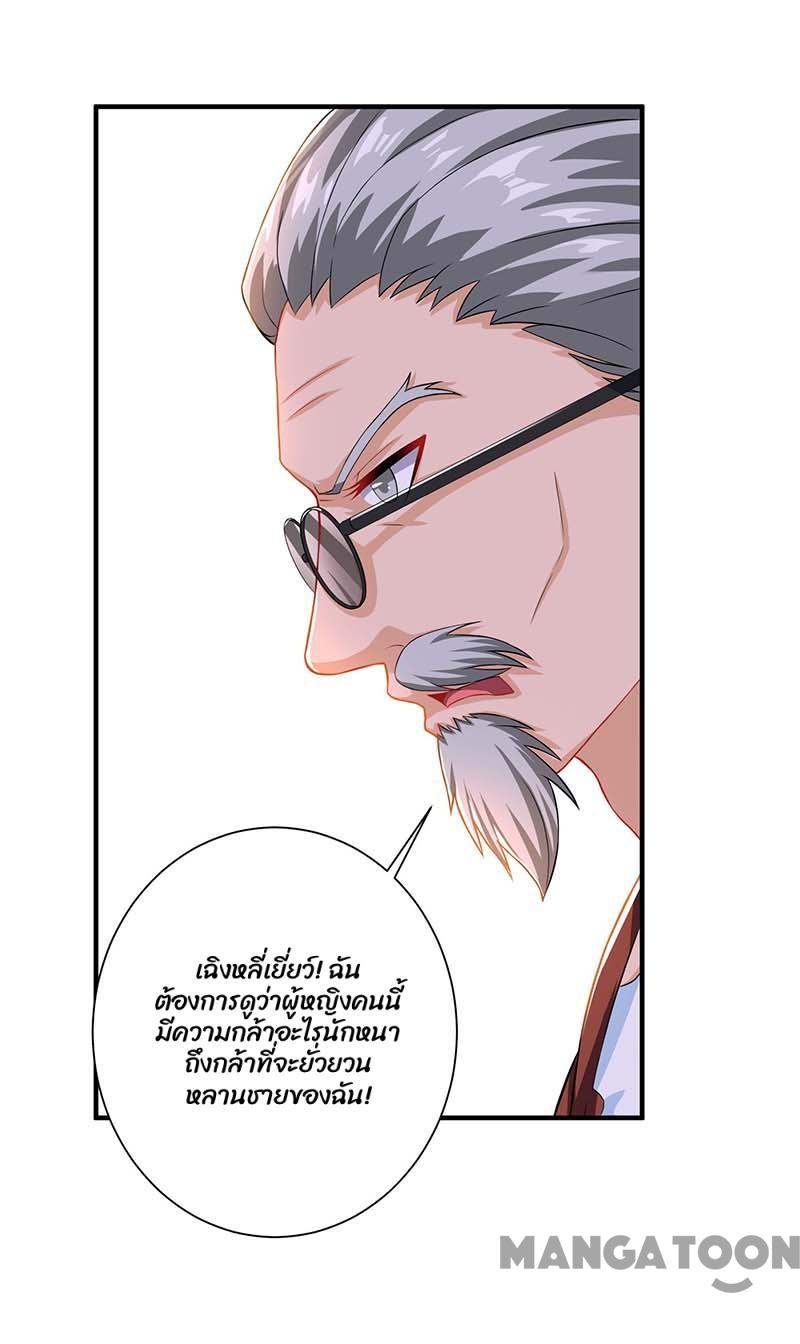 เฉิงหลี่เยี่ยว์! ฉัน
ต้องการดูว่าผู้หญิงคนนี้
มีความกล้าอะไรนักหนา
ถึงกล้าที่จะยั่วยวน
หลานชายของฉัน!
MANGATOON